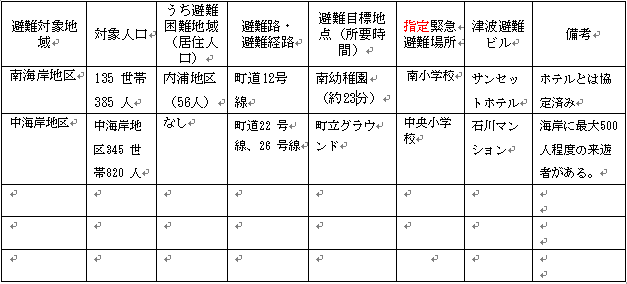 避難対象地域
対象人口
うち避難困難地域（居住人口）
避難路・避難経路
避難目標地点（所要時間）
指定緊急避難場所
津波避難ビル
備考
南海岸地区
135 世帯
385 人
内浦地区
（56人）
町道12号線
南幼稚園
（約23分）
南小学校
サンセットホテル
ホテルとは協定済み
中海岸地区
中海岸地区345 世帯820 人
なし
町道22 号線、26 号線
町立グラウンド
中央小学校
石川マンション
海岸に最大500人程度の来遊者がある。